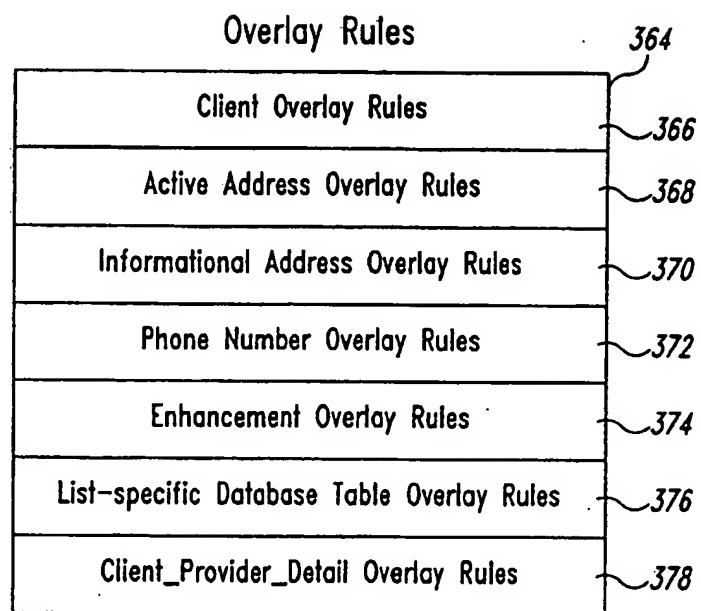 Overlay Rules
364
Client Overlay Rules
366
Active Address Overlay Rules
368
Informational Address Overlay Rules
370
Phone Number Overlay Rules
372
Enhancement Overlay Rules
374
List-specific Database Table Overlay Rules
376
Client_Provider_Detail Overlay Rules
378